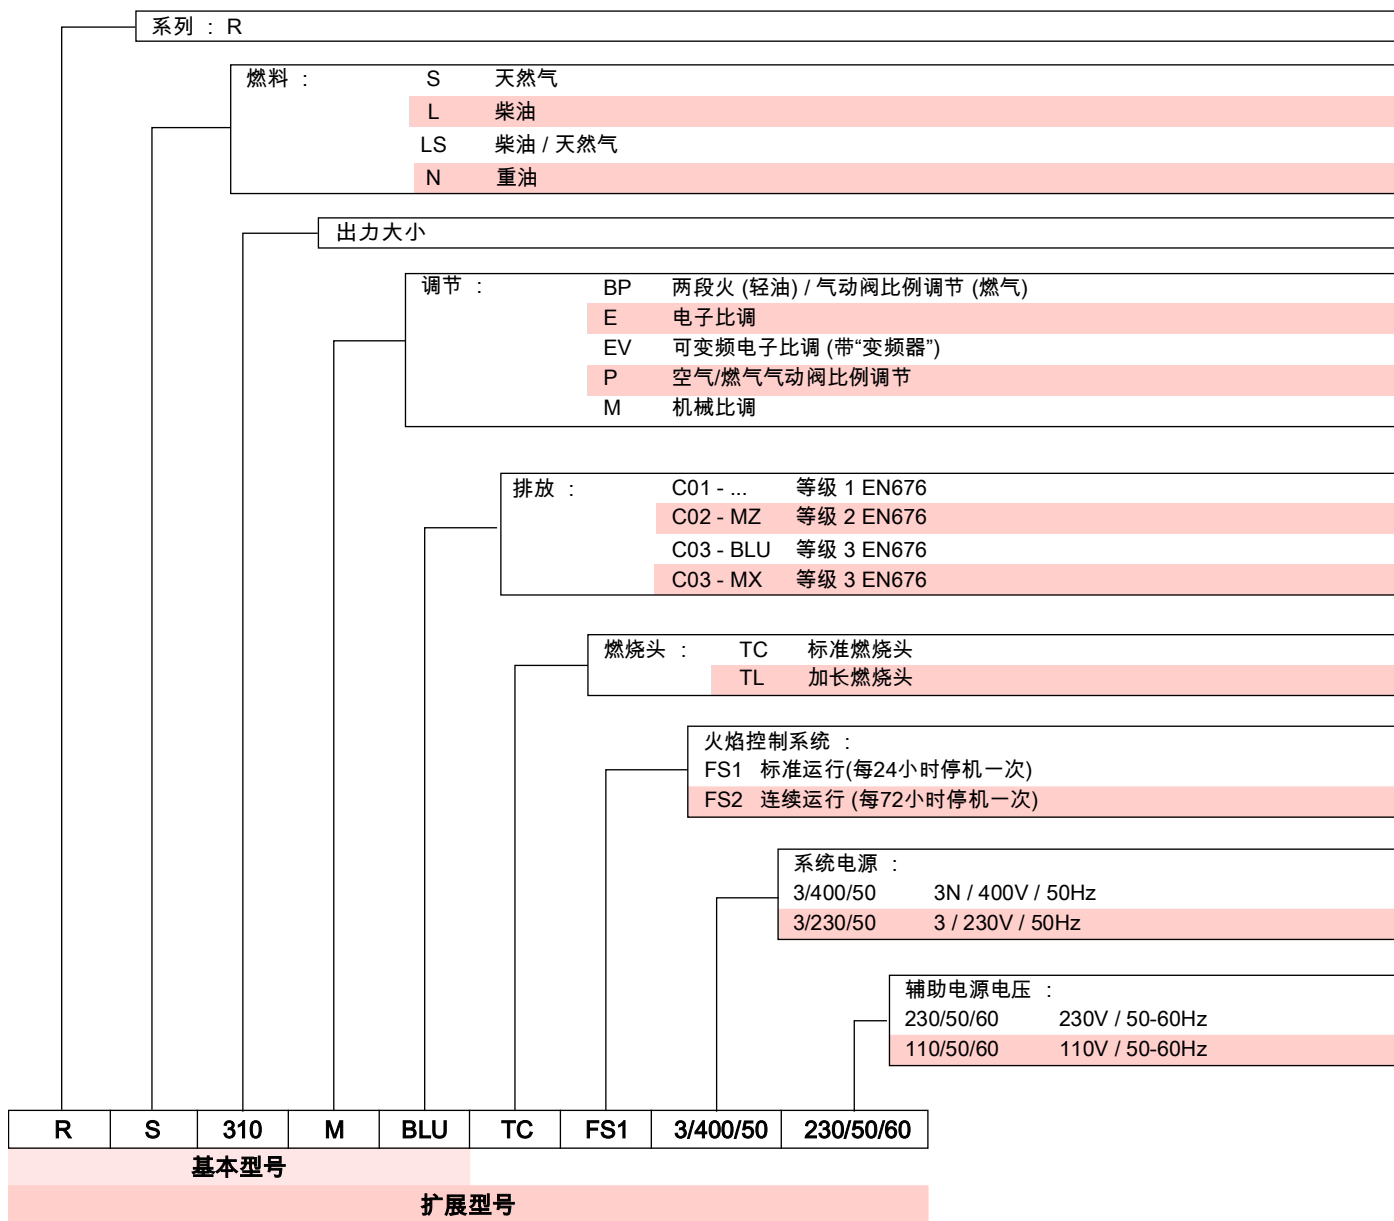 系列 : R
燃料 :
S 天然气
L 柴油
LS 柴油 / 天然气
N 重油
出力大小
调节 :
BP 两段火 (轻油) / 气动阀比例调节 (燃气)
E 电子比调
EV 可变频电子比调 (带“变频器”)
P 空气/燃气气动阀比例调节
M 机械比调
排放 :
C01 - ... 等级 1 EN676
C02 - MZ 等级 2 EN676
C03 - BLU 等级 3 EN676
C03 - MX 等级 3 EN676
燃烧头 :
TC 标准燃烧头
TL 加长燃烧头
火焰控制系统 :
FS1 标准运行(每24小时停机一次)
FS2 连续运行 (每72小时停机一次)
系统电源 :
3/400/50 3N / 400V / 50Hz
3/230/50 3 / 230V / 50Hz
辅助电源电压 :
230/50/60 230V / 50-60Hz
110/50/60 110V / 50-60Hz
R S 310 M BLU TC FS1 3/400/50 230/50/60
基本型号
扩展型号